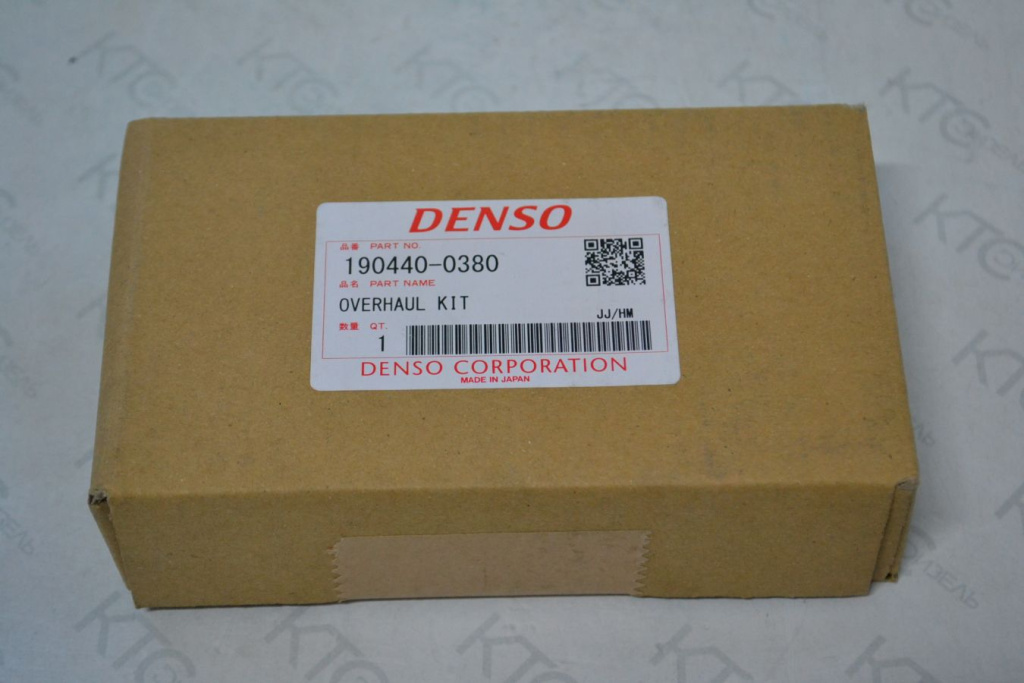 DENSO
品番 PART NO.
190440-0380
品名 PART NAME
OVERHAUL KIT
JJ/HM
数量 QT.
1
DENSO CORPORATION
MADE IN JAPAN